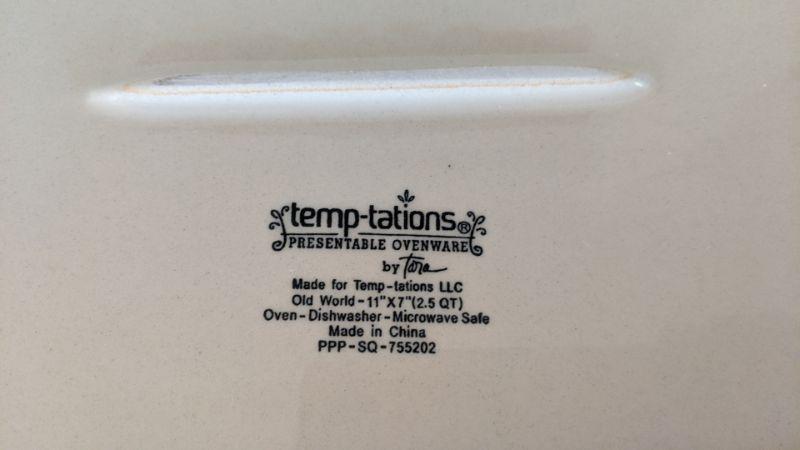 temp-tations®
PRESENTABLE OVENWARE
by Tara
Made for Temp-tations LLC
Old World-11"X7"(2.5 QT)
Oven-Dishwasher-Microwave Safe
Made in China
PPP-SQ-755202